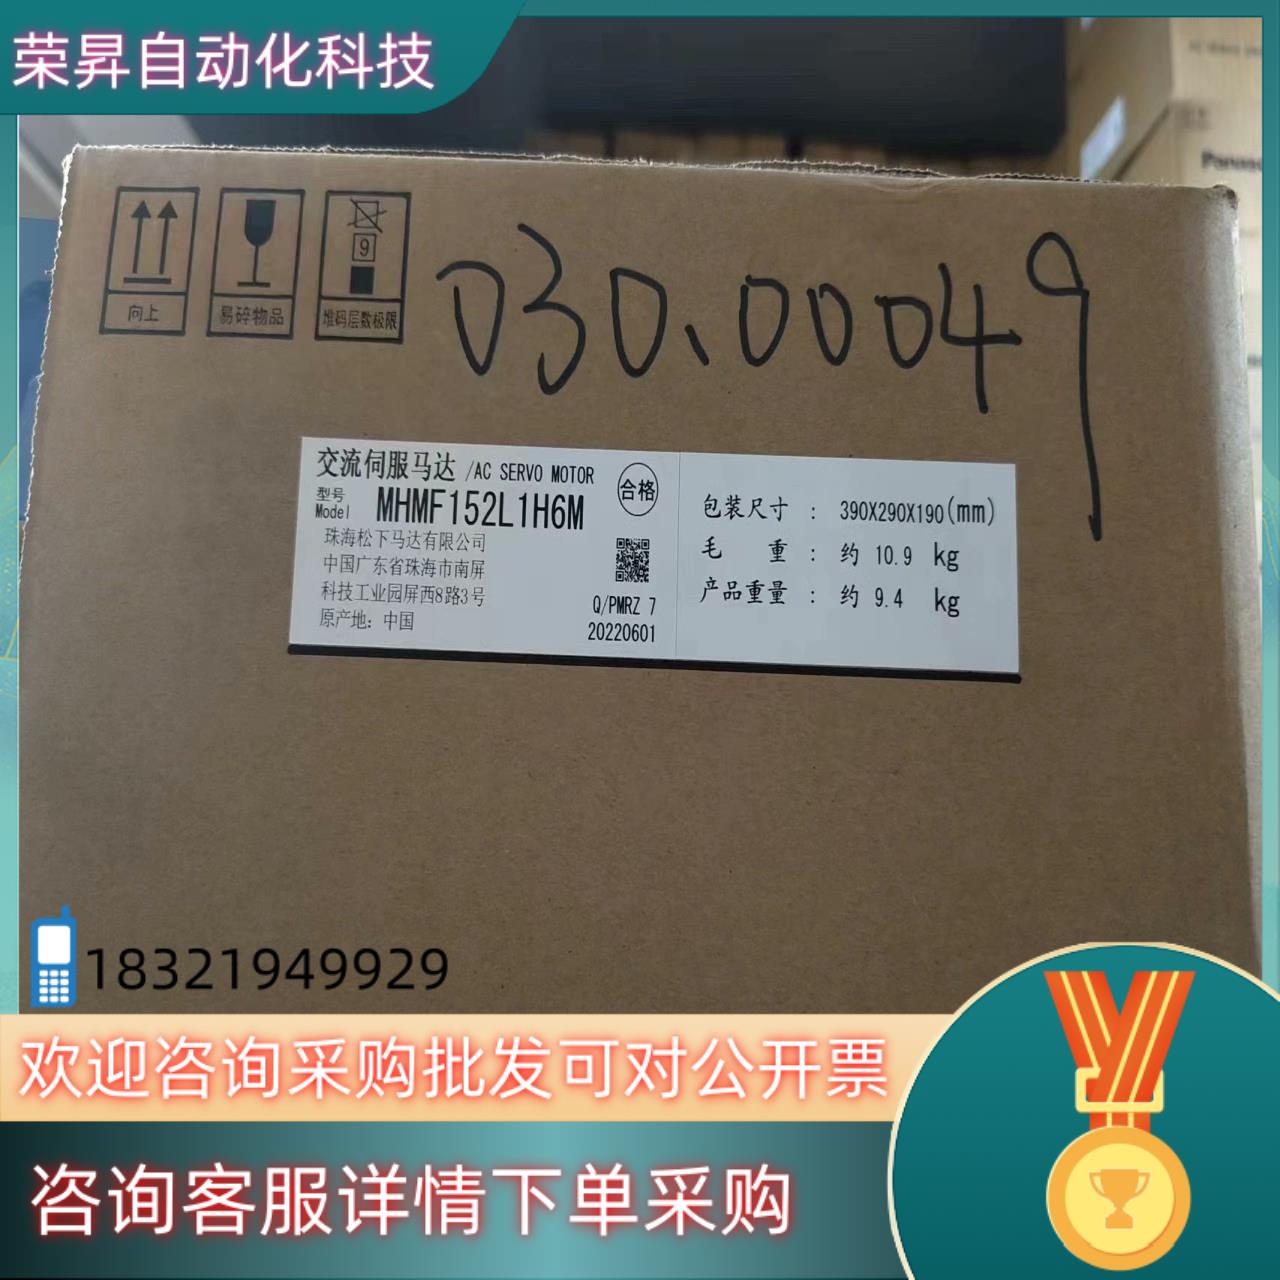 荣昇自动化科技
Panaso
向上
易碎物品
9
堆码层数极限
030.00049
交流伺服马达 /AC SERVO MOTOR
合格
型号
Model MHMF152L1H6M
珠海松下马达有限公司
中国广东省珠海市南屏
科技工业园屏西8路3号
原产地: 中国
Q/PMRZ 7
20220601
包装尺寸 : 390X290X190(mm)
毛 重 : 约 10.9 kg
产品重量 : 约 9.4 kg
18321949929
欢迎咨询采购批发可对公开票
咨询客服详情下单采购